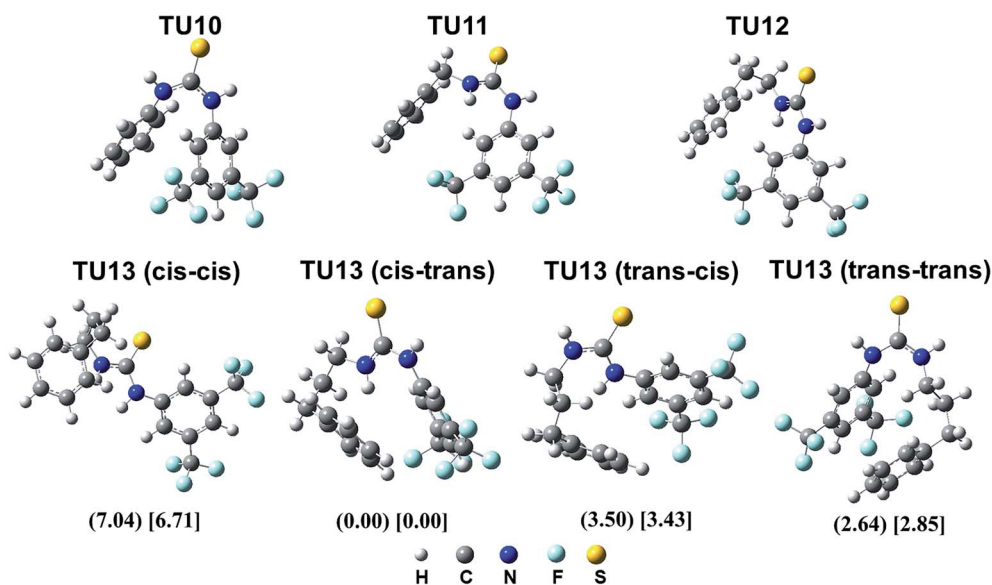 TU10 TU11 TU12
TU13 (cis-cis) TU13 (cis-trans) TU13 (trans-cis) TU13 (trans-trans)
(7.04) [6.71] (0.00) [0.00] (3.50) [3.43] (2.64) [2.85]
H C N F S